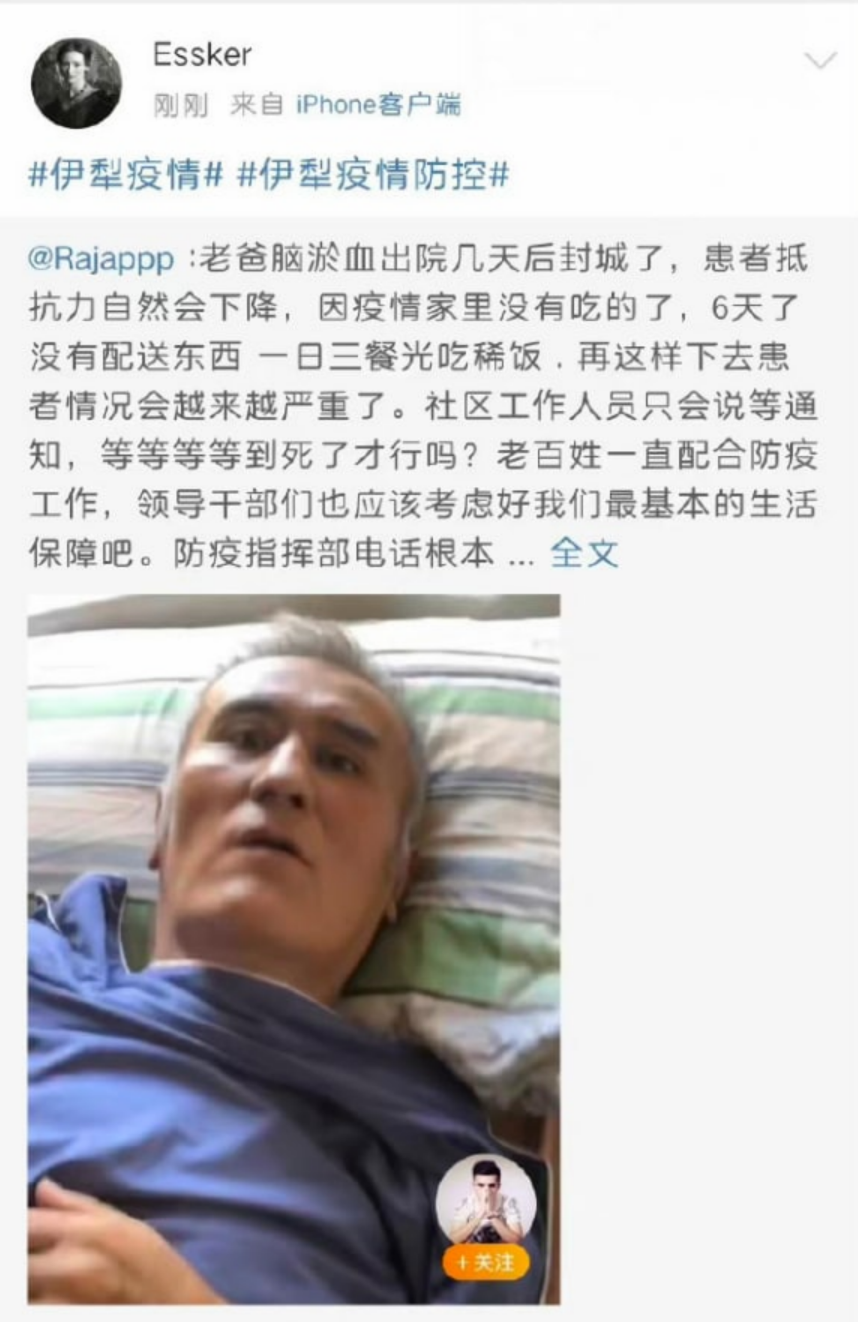 Essker
刚刚 来自 iPhone客户端
#伊犁疫情# #伊犁疫情防控#
@Rajappp :老爸脑淤血出院几天后封城了，患者抵
抗力自然会下降，因疫情家里没有吃的了，6天了
没有配送东西 一日三餐光吃稀饭．再这样下去患
者情况会越来越严重了。社区工作人员只会说等通
知，等等等等到死了才行吗？老百姓一直配合防疫
工作，领导干部们也应该考虑好我们最基本的生活
保障吧。防疫指挥部电话根本 ... 全文
+关注